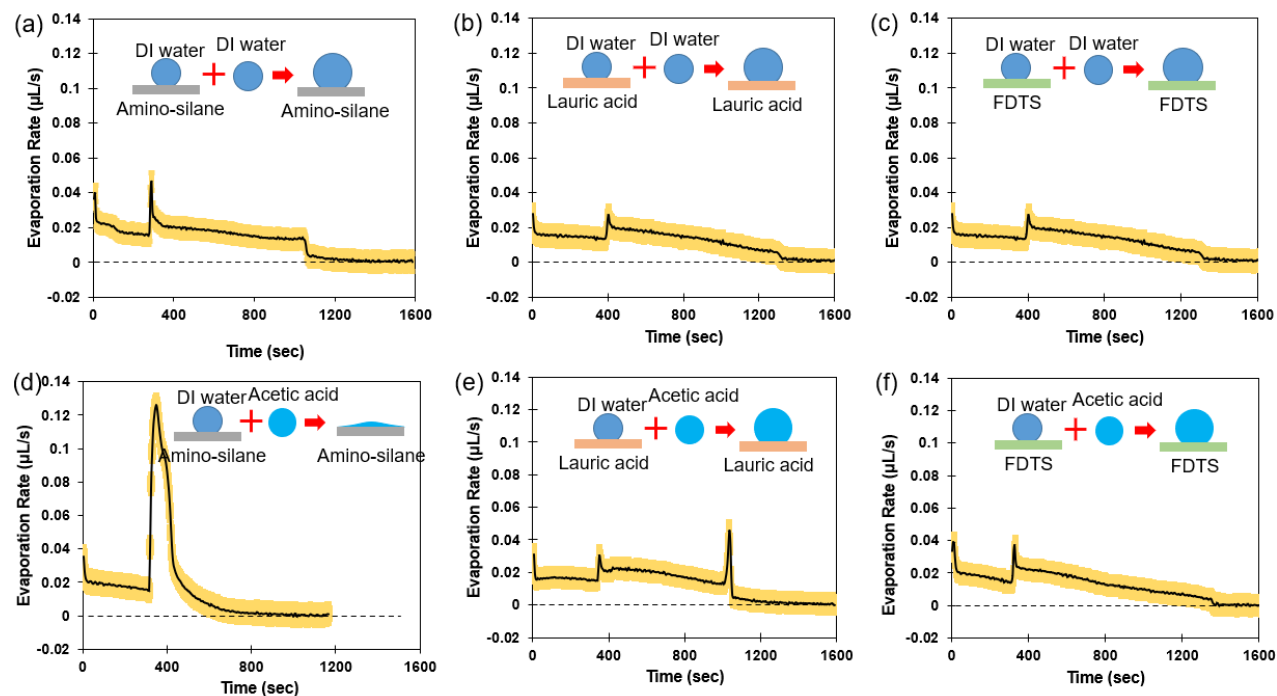 (a)
0.14
0.12
0.1
0.08
0.06
0.04
0.02
0
-0.02
Evaporation Rate (µL/s)
DI water DI water
Amino-silane Amino-silane
0 400 800 1200 1600
Time (sec)
(b)
0.14
0.12
0.1
0.08
0.06
0.04
0.02
0
-0.02
Evaporation Rate (µL/s)
DI water DI water
Lauric acid Lauric acid
0 400 800 1200 1600
Time (sec)
(c)
0.14
0.12
0.1
0.08
0.06
0.04
0.02
0
-0.02
Evaporation Rate (µL/s)
DI water DI water
FDTS FDTS
0 400 800 1200 1600
Time (sec)
(d)
0.14
0.12
0.1
0.08
0.06
0.04
0.02
0
-0.02
Evaporation Rate (µL/s)
DI water Acetic acid
Amino-silane Amino-silane
0 400 800 1200 1600
Time (sec)
(e)
0.14
0.12
0.1
0.08
0.06
0.04
0.02
0
-0.02
Evaporation Rate (µL/s)
DI water Acetic acid
Lauric acid Lauric acid
0 400 800 1200 1600
Time (sec)
(f)
0.14
0.12
0.1
0.08
0.06
0.04
0.02
0
-0.02
Evaporation Rate (µL/s)
DI water Acetic acid
FDTS FDTS
0 400 800 1200 1600
Time (sec)